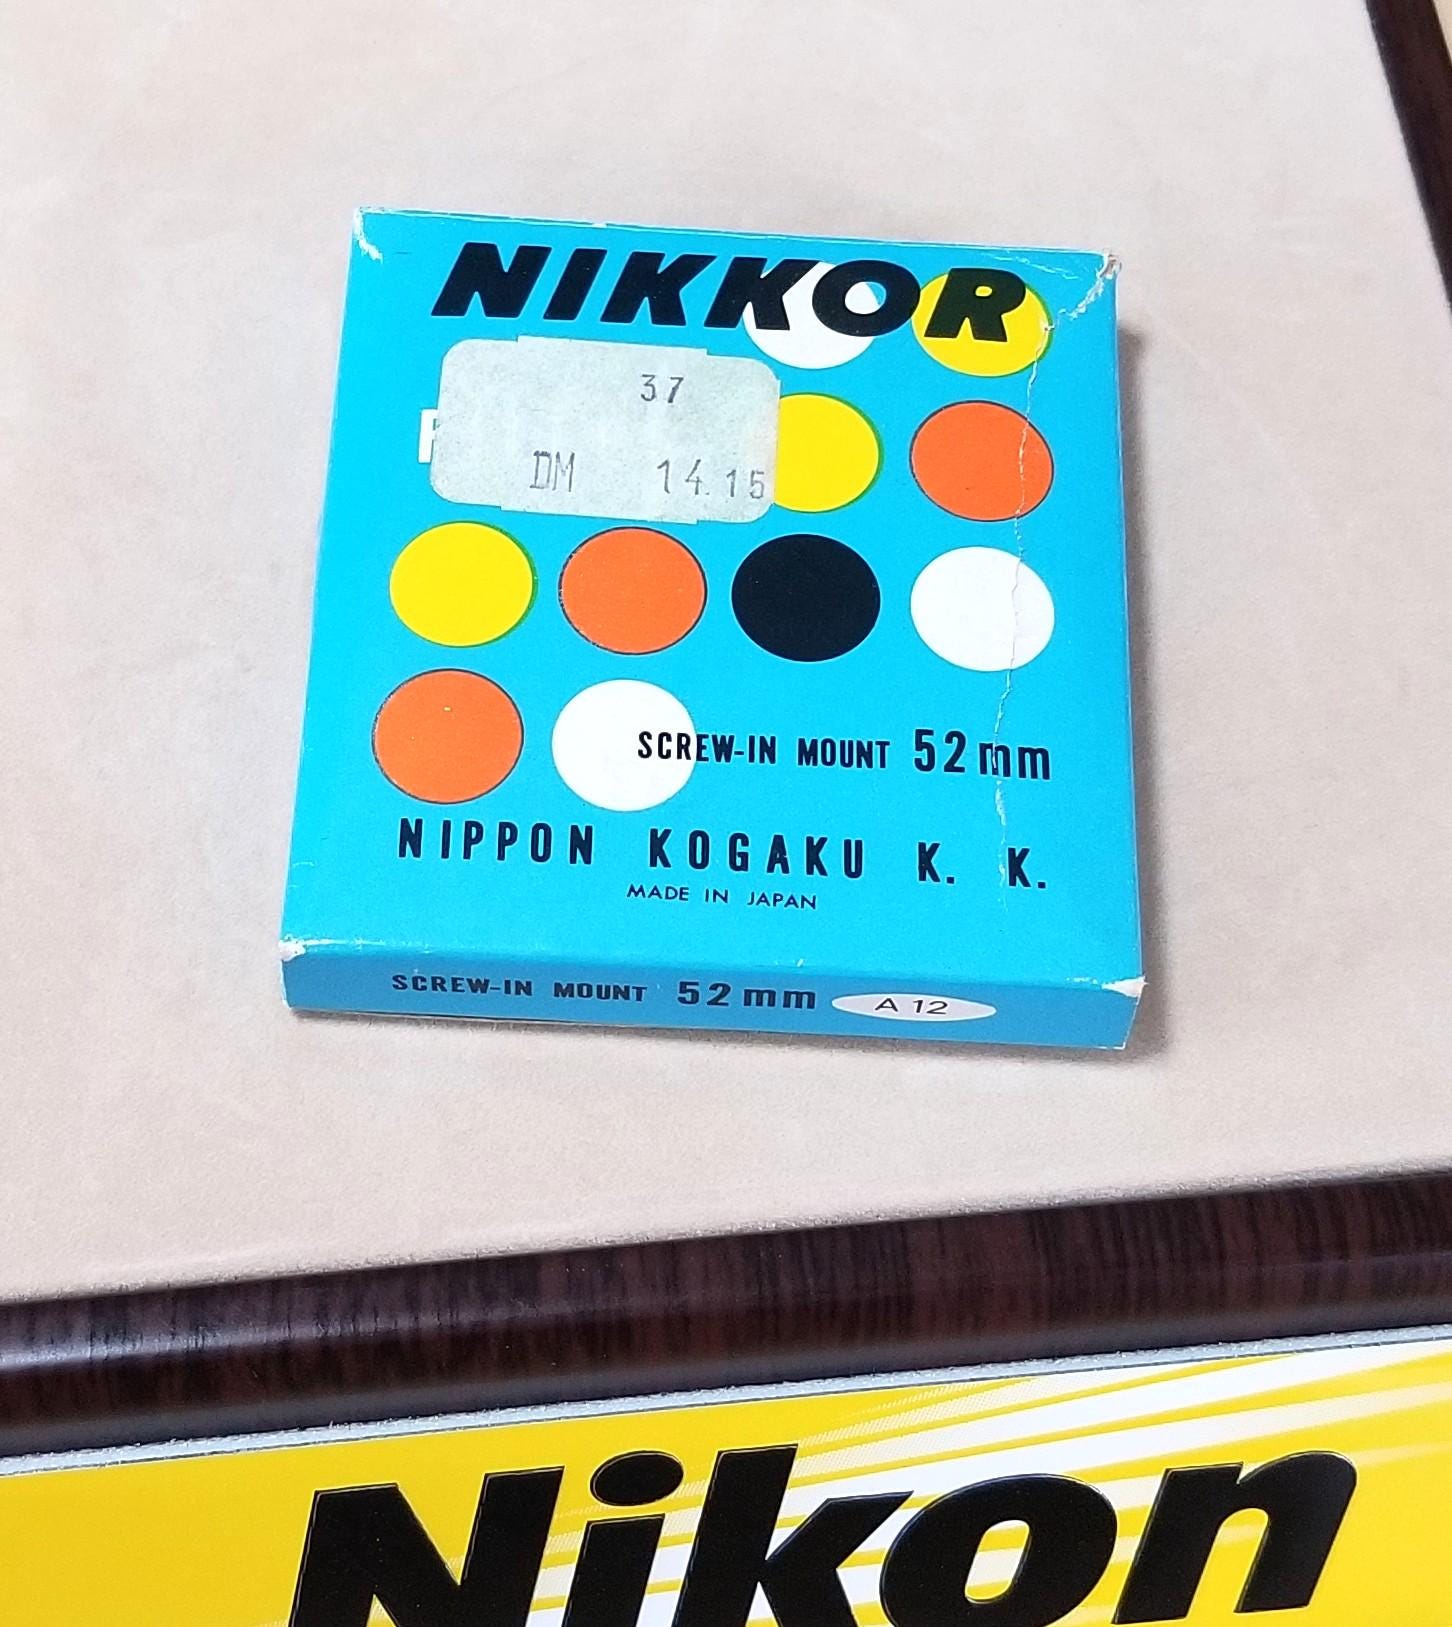 NIKKOR
37
DM 14.15
SCREW-IN MOUNT 52mm
NIPPON KOGAKU K. K.
MADE IN JAPAN
SCREW-IN MOUNT 52mm A 12
Nikon